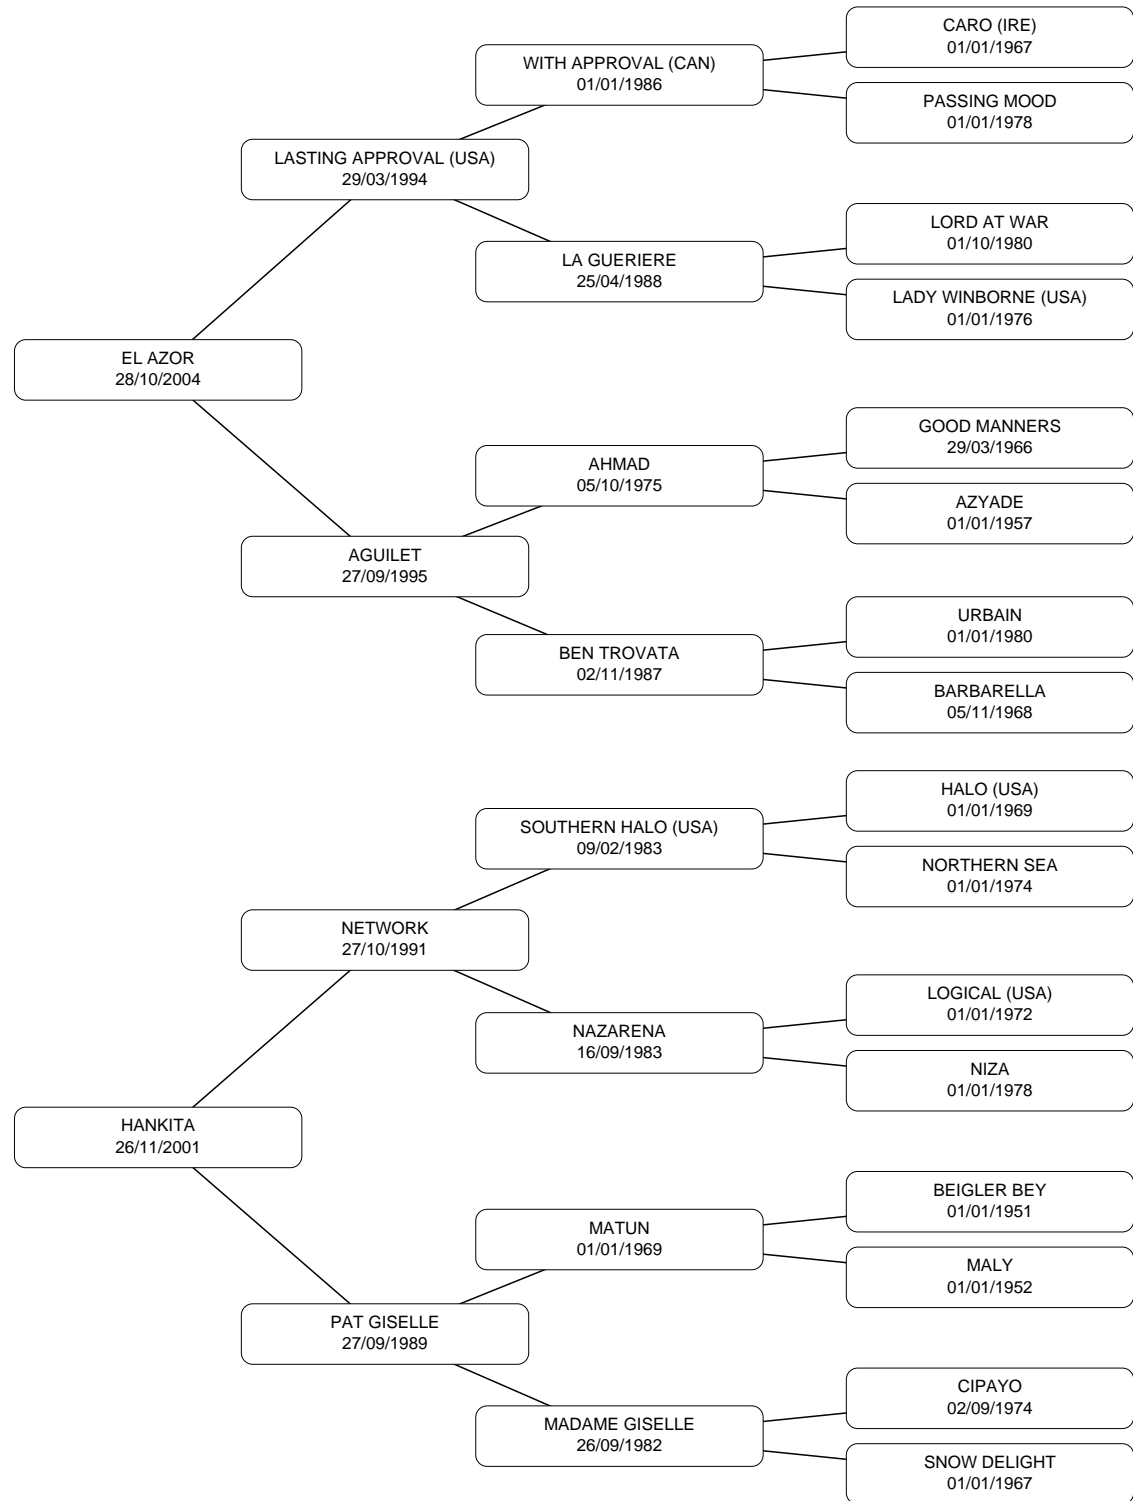 CARO (IRE)
01/01/1967
WITH APPROVAL (CAN)
01/01/1986
PASSING MOOD
01/01/1978
LASTING APPROVAL (USA)
29/03/1994
LORD AT WAR
01/10/1980
LA GUERIERE
25/04/1988
LADY WINBORNE (USA)
01/01/1976
EL AZOR
28/10/2004
GOOD MANNERS
29/03/1966
AHMAD
05/10/1975
AZYADE
01/01/1957
AGUILET
27/09/1995
URBAIN
01/01/1980
BEN TROVATA
02/11/1987
BARBARELLA
05/11/1968
HALO (USA)
01/01/1969
SOUTHERN HALO (USA)
09/02/1983
NORTHERN SEA
01/01/1974
NETWORK
27/10/1991
LOGICAL (USA)
01/01/1972
NAZARENA
16/09/1983
NIZA
01/01/1978
HANKITA
26/11/2001
BEIGLER BEY
01/01/1951
MATUN
01/01/1969
MALY
01/01/1952
PAT GISELLE
27/09/1989
CIPAYO
02/09/1974
MADAME GISELLE
26/09/1982
SNOW DELIGHT
01/01/1967